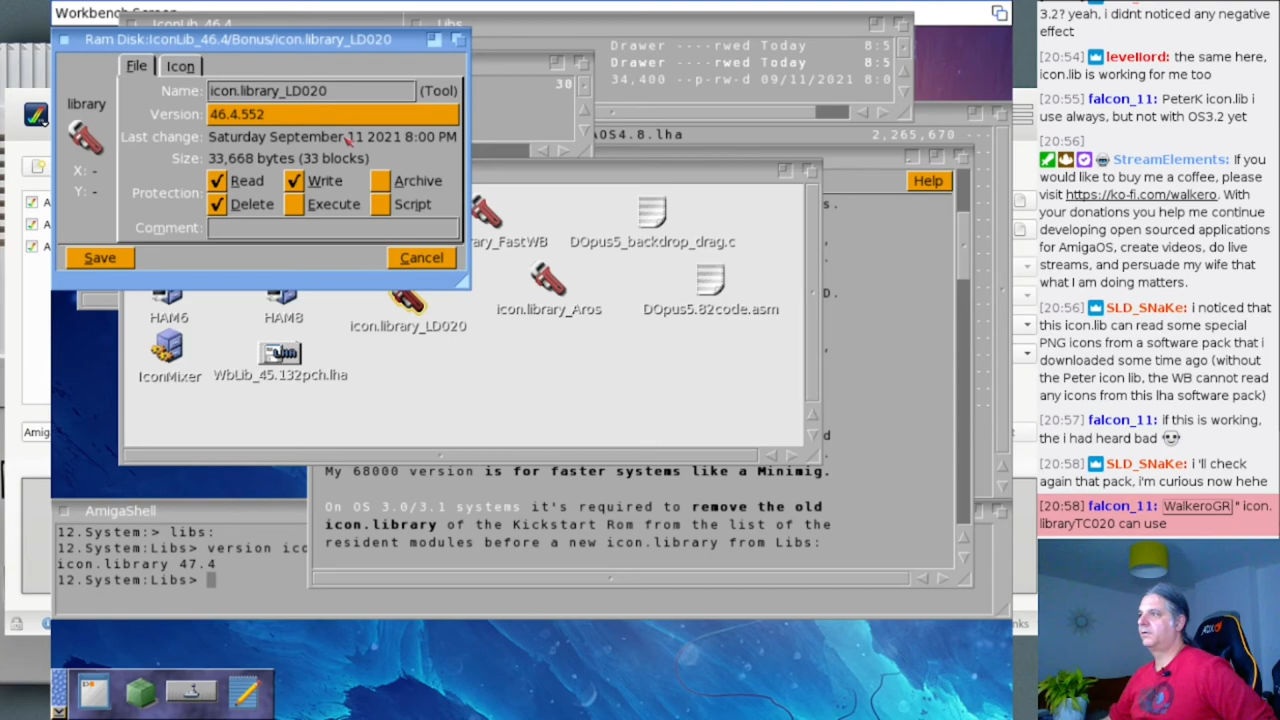 Workbench Screen
IconLib_46.4
Libs
Ram Disk:IconLib_46.4/Bonus/icon.library_LD020
File
Icon
library
X: -
Y: -
Name:
icon.library_LD020
(Tool)
Version:
46.4.552
Last change: Saturday September 11 2021 8:00 PM
Size: 33,668 bytes (33 blocks)
Protection:
Read
Write
Archive
Delete
Execute
Script
Comment:
Save
Cancel
30
Drawer ----rwed Today 8:5
Drawer ----rwed Today 8:5
34,400 --p-rw-d 09/11/2021 8:0
AOS4.8.lha 2,265,670
Help
s.
,
D.
,
d
.
rary_FastWB
DOpus5_backdrop_drag.c
HAM6
HAM8
icon.library_LD020
icon.library_Aros
DOpus5.82code.asm
IconMixer
WbLib_45.132pch.lha
My 68000 version is for faster systems like a Minimig.
On OS 3.0/3.1 systems it's required to remove the old
icon.library of the Kickstart Rom from the list of the
resident modules before a new icon.library from Libs:
AmigaShell
12.System:> libs:
12.System:Libs> version ico
icon.library 47.4
12.System:Libs>
A
A
A
Amig
nks
3.2? yeah, i didnt noticed any negative
effect
[20:54] levellord: the same here,
icon.lib is working for me too
[20:55] falcon_11: PeterK icon.lib i
use always, but not with OS3.2 yet
[20:56]
StreamElements: If you
would like to buy me a coffee, please
visit https://ko-fi.com/walkero. With
your donations you help me continue
developing open sourced applications
for AmigaOS, create videos, do live
streams, and persuade my wife that
what I am doing matters.
[20:56] SLD_SNaKe: i noticed that
this icon.lib can read some special
PNG icons from a software pack that i
downloaded some time ago (without
the Peter icon lib, the WB cannot read
any icons from this lha software pack)
[20:57] falcon_11: if this is working,
the i had heard bad
[20:58] SLD_SNaKe: i 'll check
again that pack, i'm curious now hehe
[20:58] falcon_11: WalkeroGR " icon.
libraryTC020 can use